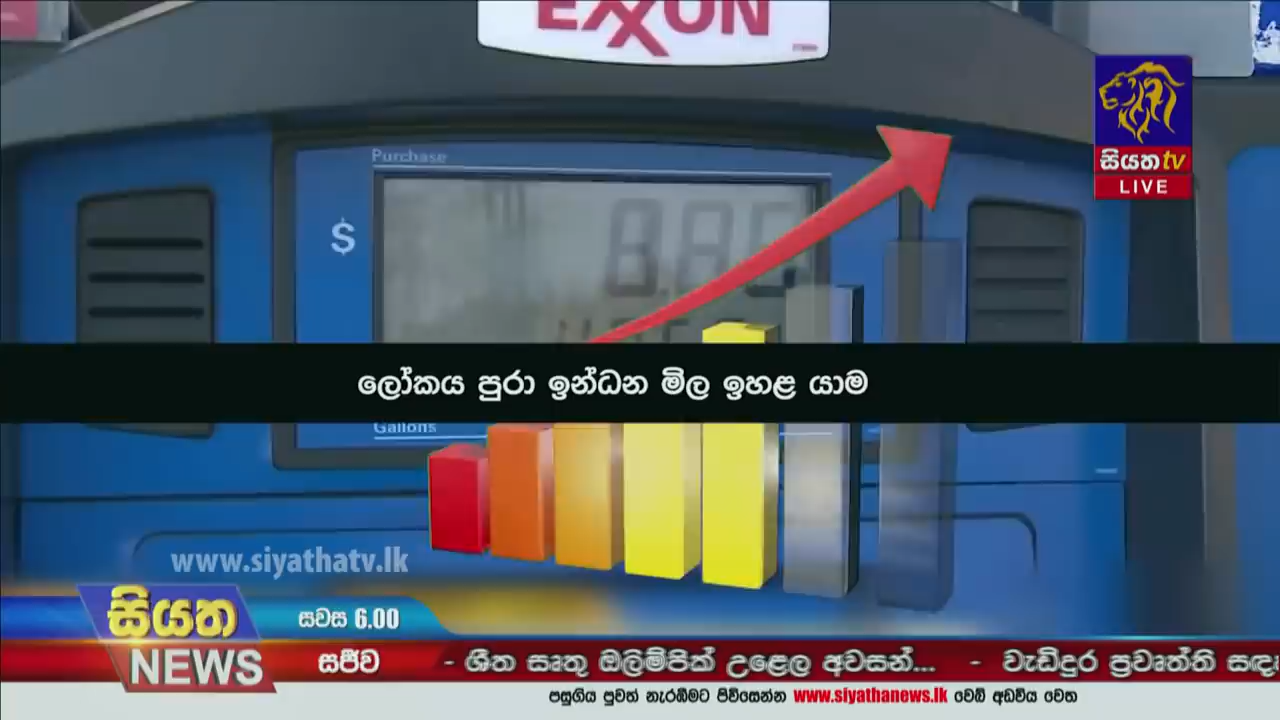 EXXON
සියත tv
LIVE
Purchase
$
ලෝකය පුරා ඉන්ධන මිල ඉහළ යාම
Gallons
www.siyathatv.lk
සියත
NEWS
සවස 6.00
සජීව
- ශීත සෘතු ඔලිම්පික් උළෙල අවසන්... - වැඩිදුර ප්‍රවෘත්ති සඳහ
පසුගිය පුවත් නැරඹීමට පිවිසෙන්න www.siyathanews.lk වෙබ් අඩවිය වෙත